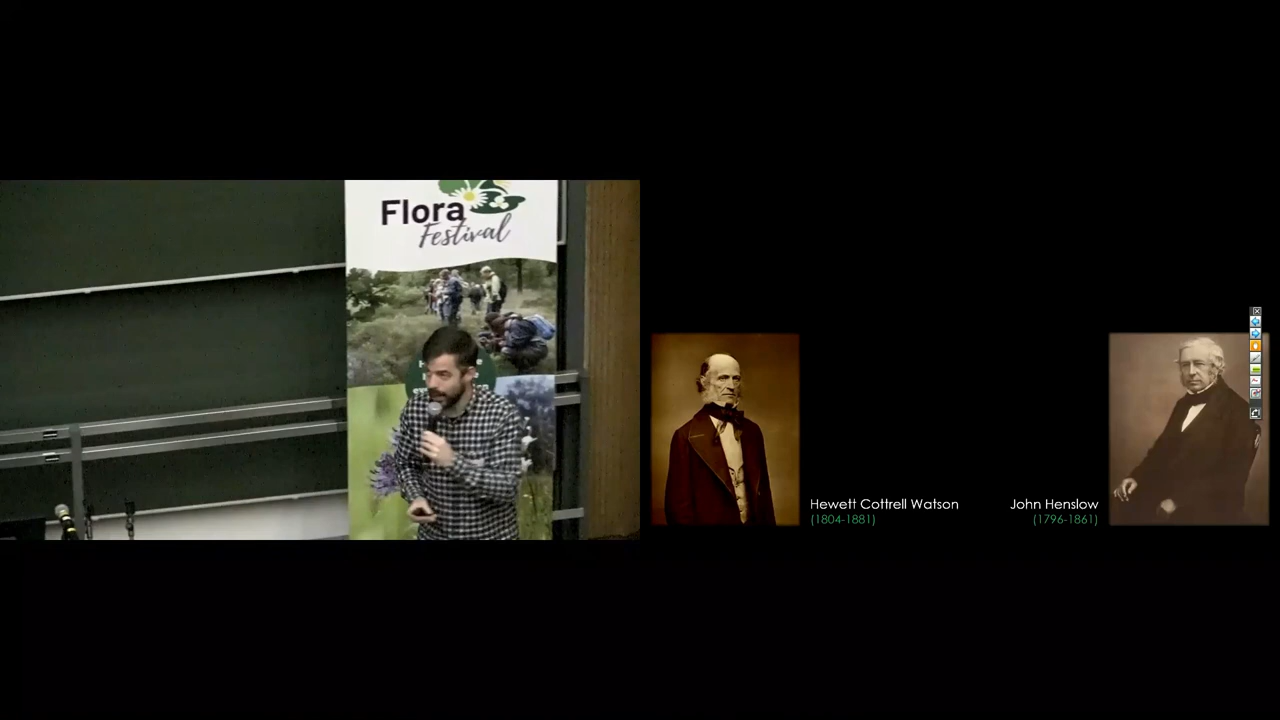 Flora
Festival
Hewett Cottrell Watson
(1804-1881)
John Henslow
(1796-1861)